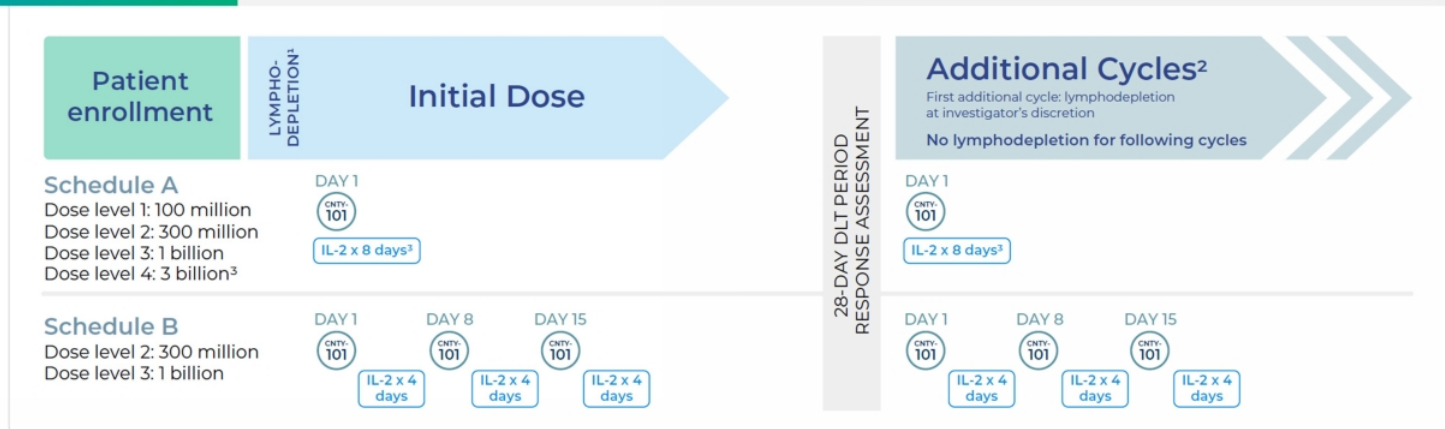 Patient
enrollment
LYMPHO-
DEPLETION¹
Initial Dose
28-DAY DLT PERIOD
RESPONSE ASSESSMENT
Additional Cycles²
First additional cycle: lymphodepletion
at investigator's discretion
No lymphodepletion for following cycles
Schedule A
Dose level 1: 100 million
Dose level 2: 300 million
Dose level 3: 1 billion
Dose level 4: 3 billion³
DAY 1
CNTY-
101
IL-2 x 8 days³
DAY 1
CNTY-
101
IL-2 x 8 days³
Schedule B
Dose level 2: 300 million
Dose level 3: 1 billion
DAY 1
CNTY-
101
IL-2 x 4
days
DAY 8
CNTY-
101
IL-2 x 4
days
DAY 15
CNTY-
101
IL-2 x 4
days
DAY 1
CNTY-
101
IL-2 x 4
days
DAY 8
CNTY-
101
IL-2 x 4
days
DAY 15
CNTY-
101
IL-2 x 4
days